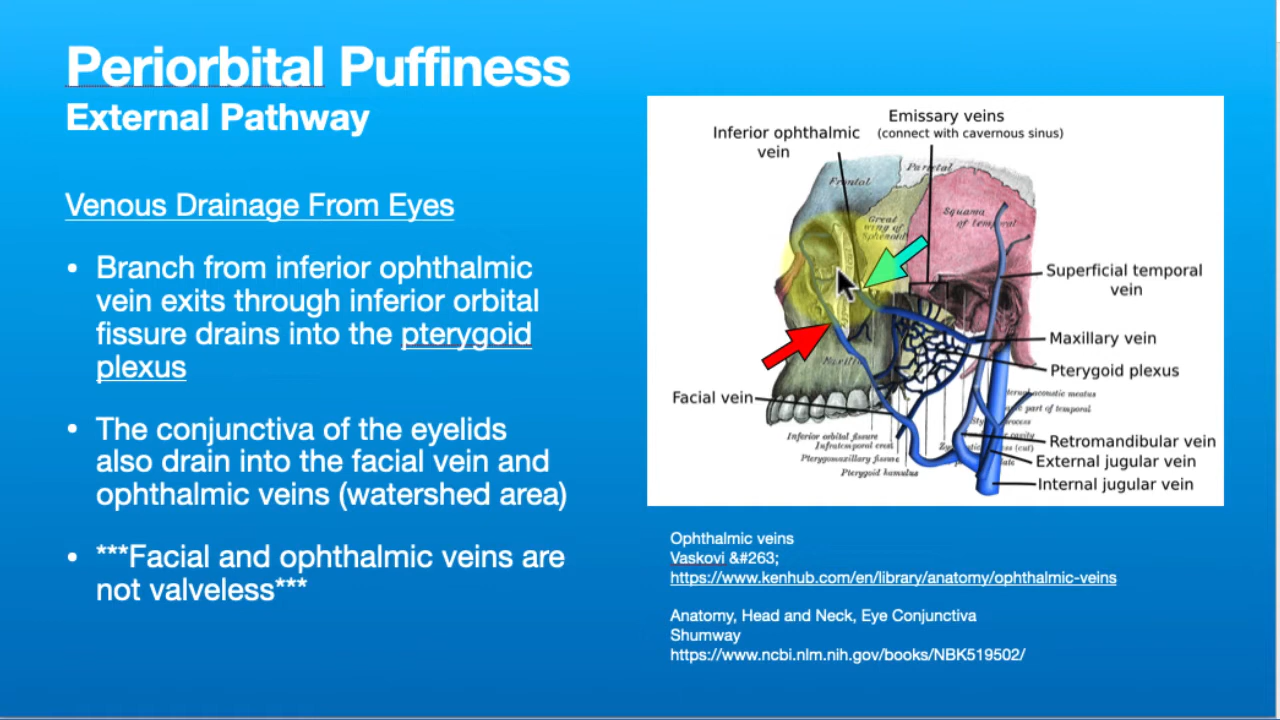 Periorbital Puffiness
External Pathway
Venous Drainage From Eyes
• Branch from inferior ophthalmic
vein exits through inferior orbital
fissure drains into the pterygoid
plexus
• The conjunctiva of the eyelids
also drain into the facial vein and
ophthalmic veins (watershed area)
• ***Facial and ophthalmic veins are
not valveless***
Emissary veins
(connect with cavernous sinus)
Inferior ophthalmic
vein
Parietal
Frontal
Great
wing of
Sphenoid
Squama
of temporal
Superficial temporal
vein
Maxillary vein
Pterygoid plexus
Maxilla
Facial vein
acoustic meatus
part of temporal
process
cavity
(cut)
Inferior orbital fissure
Infratemporal crest
Pterygomaxillary fissure
Pterygoid hamulus
Retromandibular vein
External jugular vein
Internal jugular vein
Ophthalmic veins
Vaskovi &#263;
https://www.kenhub.com/en/library/anatomy/ophthalmic-veins
Anatomy, Head and Neck, Eye Conjunctiva
Shumway
https://www.ncbi.nlm.nih.gov/books/NBK519502/